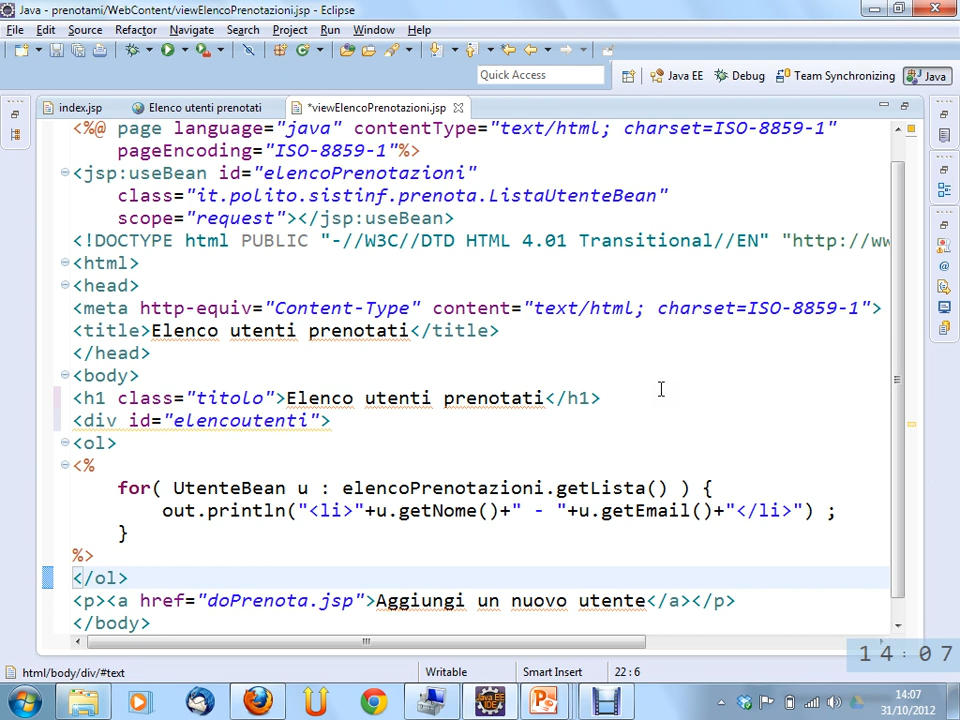 Java - prenotami/WebContent/viewElencoPrenotazioni.jsp - Eclipse
File Edit Source Refactor Navigate Search Project Run Window Help
Quick Access Java EE Debug Team Synchronizing Java
index.jsp Elenco utenti prenotati *viewElencoPrenotazioni.jsp
<%@ page language="java" contentType="text/html; charset=ISO-8859-1"
pageEncoding="ISO-8859-1"%>
<jsp:useBean id="elencoPrenotazioni"
class="it.polito.sistinf.prenota.ListaUtenteBean"
scope="request"></jsp:useBean>
<!DOCTYPE html PUBLIC "-//W3C//DTD HTML 4.01 Transitional//EN" "http://ww
<html>
<head>
<meta http-equiv="Content-Type" content="text/html; charset=ISO-8859-1">
<title>Elenco utenti prenotati</title>
</head>
<body>
<h1 class="titolo">Elenco utenti prenotati</h1>
<div id="elencoutenti">
<ol>
<%
for( UtenteBean u : elencoPrenotazioni.getLista() ) {
out.println("<li>"+u.getNome()+" - "+u.getEmail()+"</li>") ;
}
%>
</ol>
<p><a href="doPrenota.jsp">Aggiungi un nuovo utente</a></p>
</body>
14:07
html/body/div/#text Writable Smart Insert 22 : 6
14:07
31/10/2012